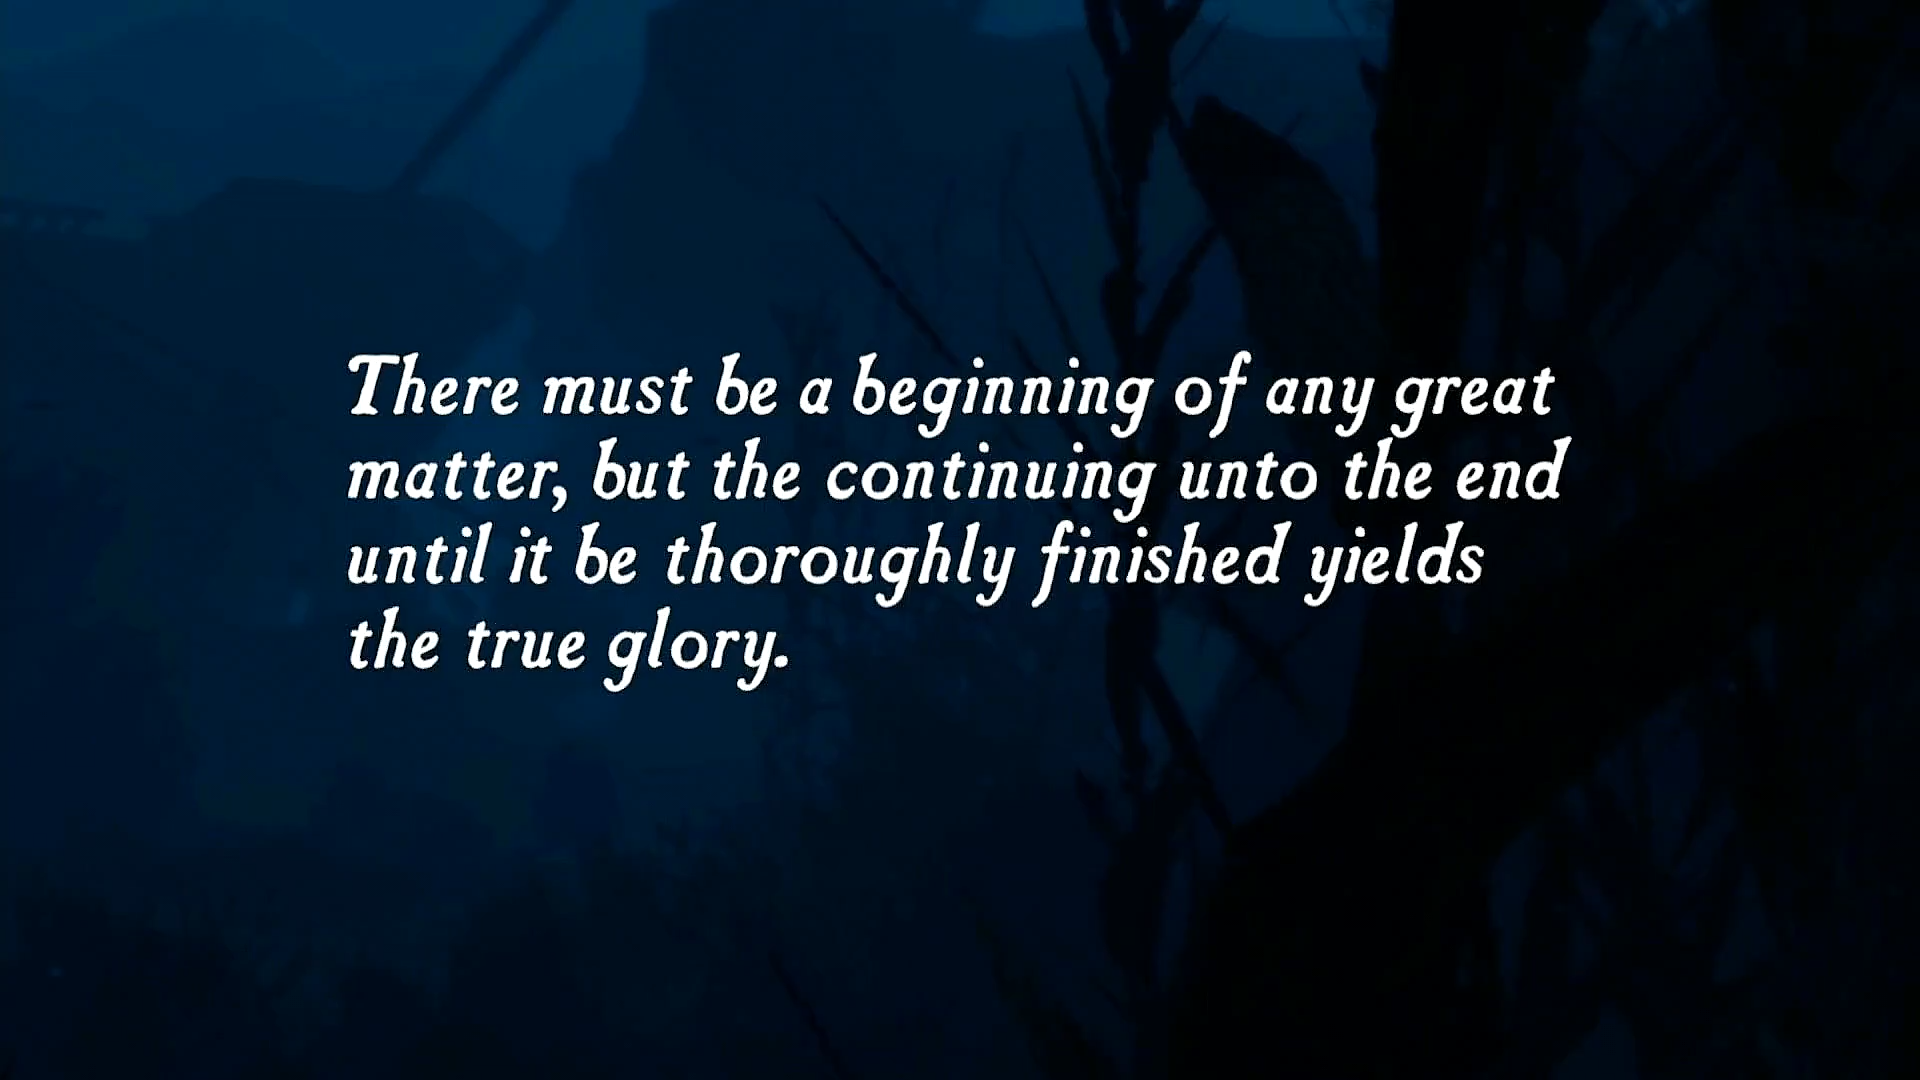 There must be a beginning of any great
matter, but the continuing unto the end
until it be thoroughly finished yields
the true glory.